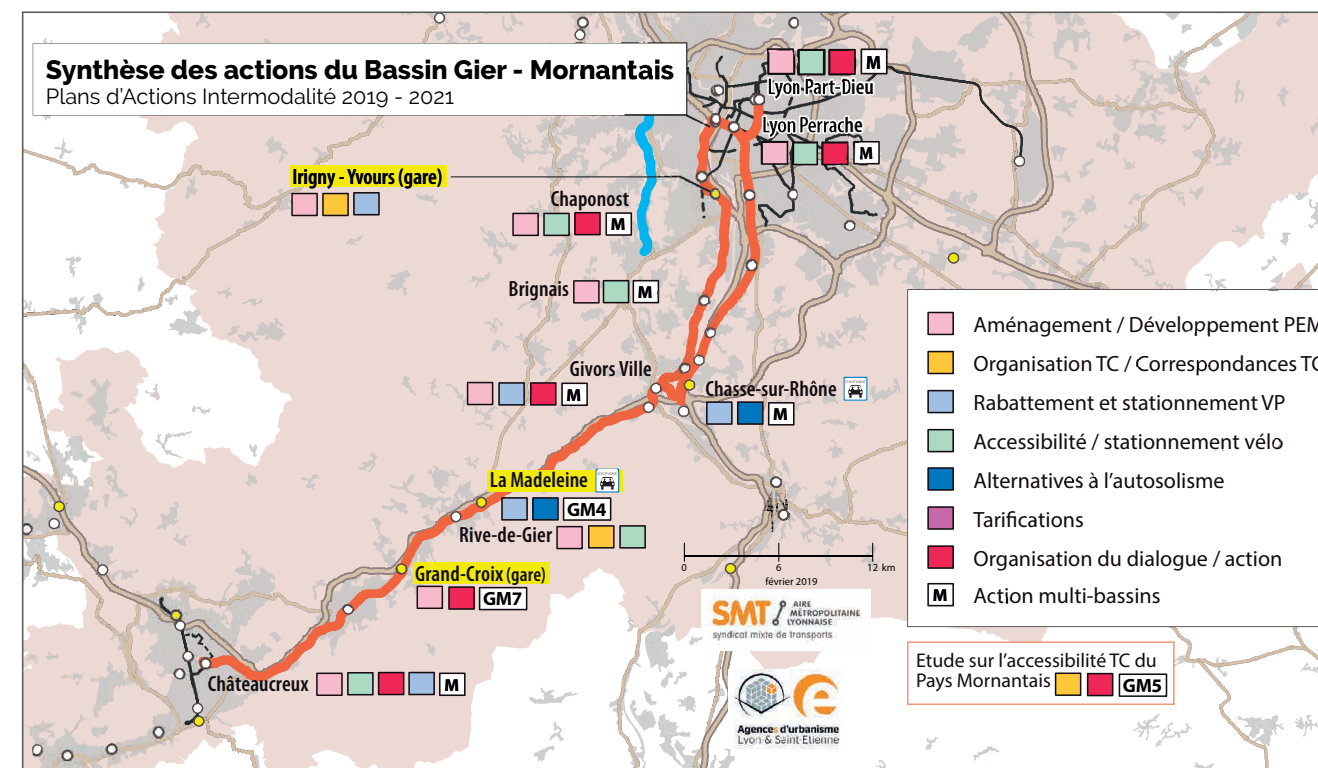 Synthèse des actions du Bassin Gier - Mornantais
Plans d'Actions Intermodalité 2019 - 2021
M
Lyon Part-Dieu
Lyon Perrache
M
Irigny - Yvours (gare)
Chaponost
M
Brignais M
Givors Ville
M
Chasse-sur-Rhône
M
La Madeleine
GM4
Rive-de-Gier
Grand-Croix (gare)
GM7
Châteaucreux M
Aménagement / Développement PEM
Organisation TC / Correspondances TC
Rabattement et stationnement VP
Accessibilité / stationnement vélo
Alternatives à l'autosolisme
Tarifications
Organisation du dialogue / action
M Action multi-bassins
0 6 12 km
février 2019
SMT AIRE
MÉTROPOLITAINE
LYONNAISE
syndicat mixte de transports
Agences d'urbanisme
Lyon & Saint-Etienne
Etude sur l'accessibilité TC du
Pays Mornantais GM5